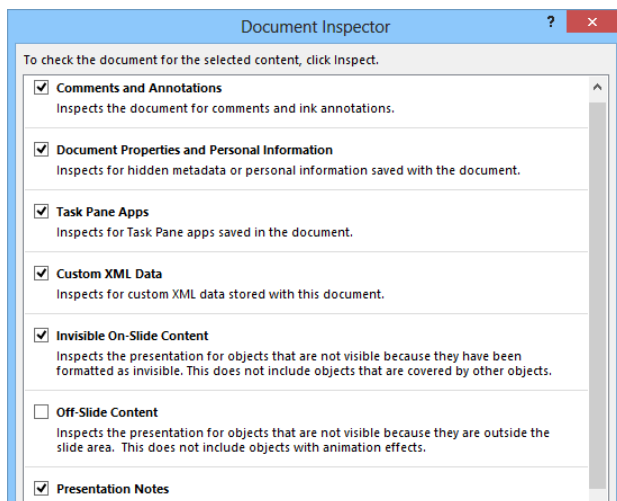 Document Inspector
?
To check the document for the selected content, click Inspect.
Comments and Annotations
Inspects the document for comments and ink annotations.
Document Properties and Personal Information
Inspects for hidden metadata or personal information saved with the document.
Task Pane Apps
Inspects for Task Pane apps saved in the document.
Custom XML Data
Inspects for custom XML data stored with this document.
Invisible On-Slide Content
Inspects the presentation for objects that are not visible because they have been
formatted as invisible. This does not include objects that are covered by other objects.
Off-Slide Content
Inspects the presentation for objects that are not visible because they are outside the
slide area.  This does not include objects with animation effects.
Presentation Notes